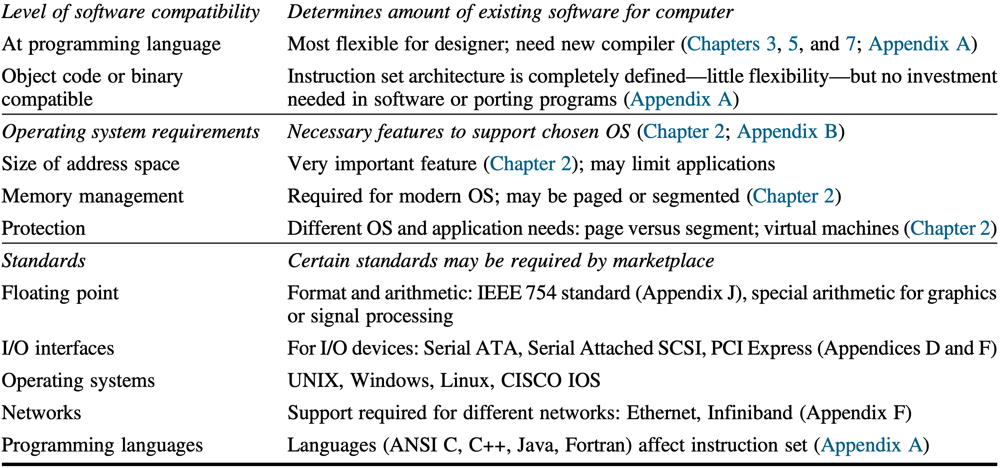 Level of software compatibility Determines amount of existing software for computer
At programming language Most flexible for designer; need new compiler (Chapters 3, 5, and 7; Appendix A)
Object code or binary Instruction set architecture is completely defined—little flexibility—but no investment
compatible needed in software or porting programs (Appendix A)
Operating system requirements Necessary features to support chosen OS (Chapter 2; Appendix B)
Size of address space Very important feature (Chapter 2); may limit applications
Memory management Required for modern OS; may be paged or segmented (Chapter 2)
Protection Different OS and application needs: page versus segment; virtual machines (Chapter 2)
Standards Certain standards may be required by marketplace
Floating point Format and arithmetic: IEEE 754 standard (Appendix J), special arithmetic for graphics
or signal processing
I/O interfaces For I/O devices: Serial ATA, Serial Attached SCSI, PCI Express (Appendices D and F)
Operating systems UNIX, Windows, Linux, CISCO IOS
Networks Support required for different networks: Ethernet, Infiniband (Appendix F)
Programming languages Languages (ANSI C, C++, Java, Fortran) affect instruction set (Appendix A)